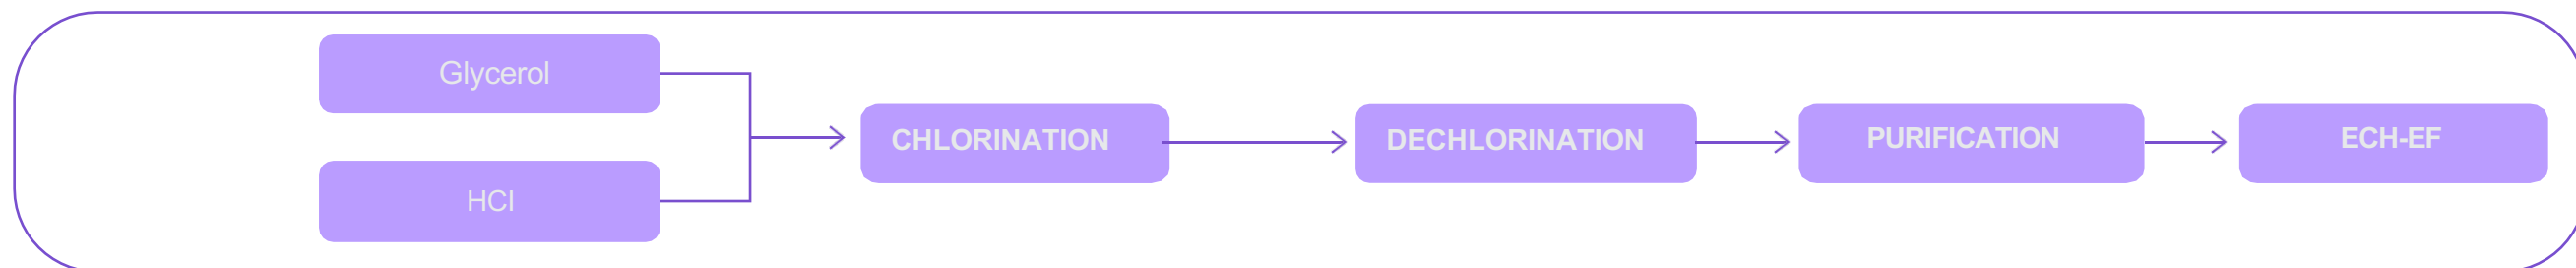 Glycerol
HCl
CHLORINATION
DECHLORINATION
PURIFICATION
ECH-EF